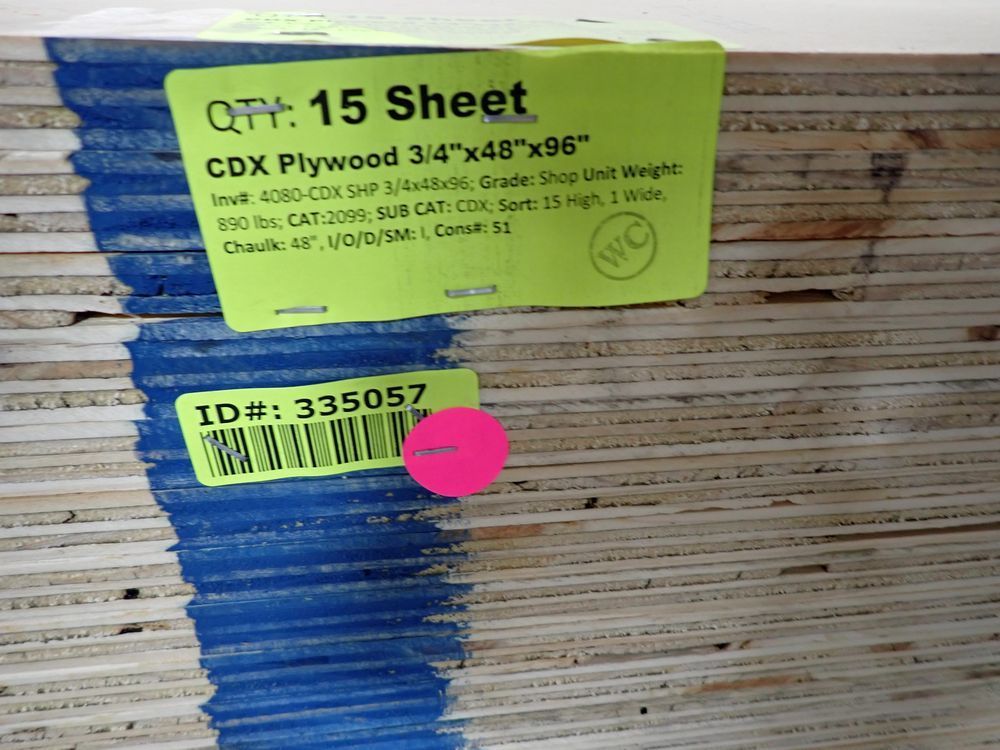 QTY: 15 Sheet
CDX Plywood 3/4"x48"x96"
Inv#: 4080-CDX SHP 3/4x48x96; Grade: Shop Unit Weight:
890 lbs; CAT:2099; SUB CAT: CDX; Sort: 15 High, 1 Wide,
Chaulk: 48", I/O/D/SM: I, Cons#: 51
WC
ID#: 335057